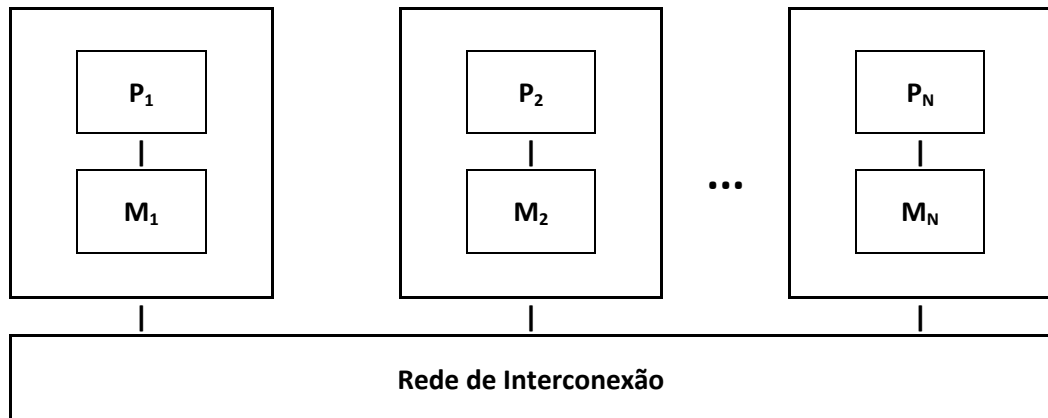 P₁ P₂ P_N
M₁ M₂ ... M_N
Rede de Interconexão